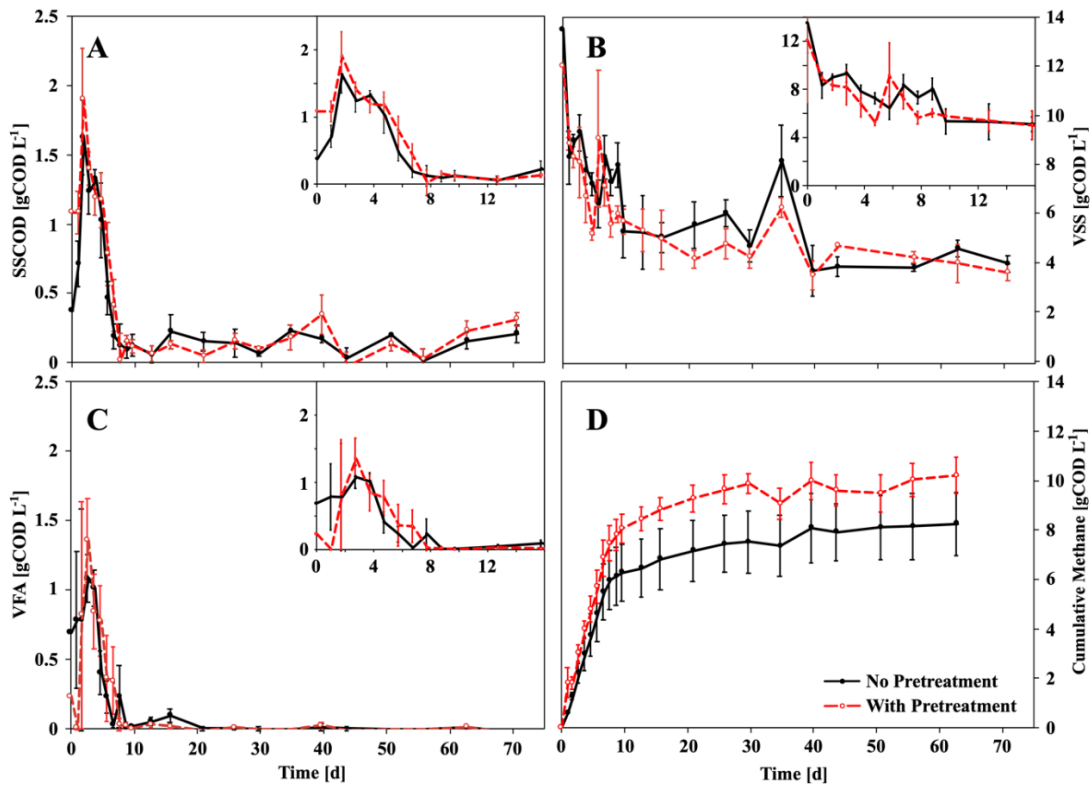 2.5
2
1.5
1
0.5
0
SSCOD [gCOD L-1]
A
2
1
0
0 4 8 12
B
12
8
4
0
0 4 8 12
14
12
10
8
6
4
2
0
VSS [gCOD L-1]
2.5
2
1.5
1
0.5
0
VFA [gCOD L-1]
C
2
1
0
0 4 8 12
0 10 20 30 40 50 60 70
Time [d]
D
14
12
10
8
6
4
2
0
Cumulative Methane [gCOD L-1]
No Pretreatment
With Pretreatment
0 10 20 30 40 50 60 70
Time [d]